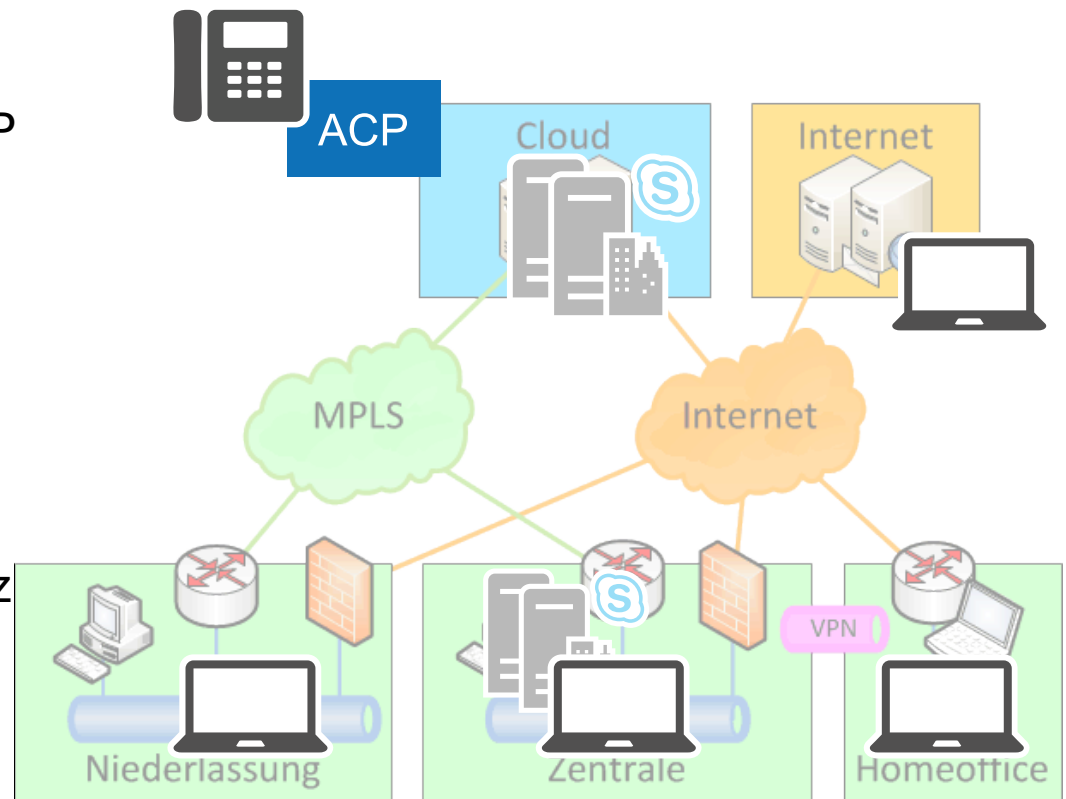 P
ACP
Cloud
Internet
S
MPLS
Internet
Z
S
VPN
Niederlassung
Zentrale
Homeoffice